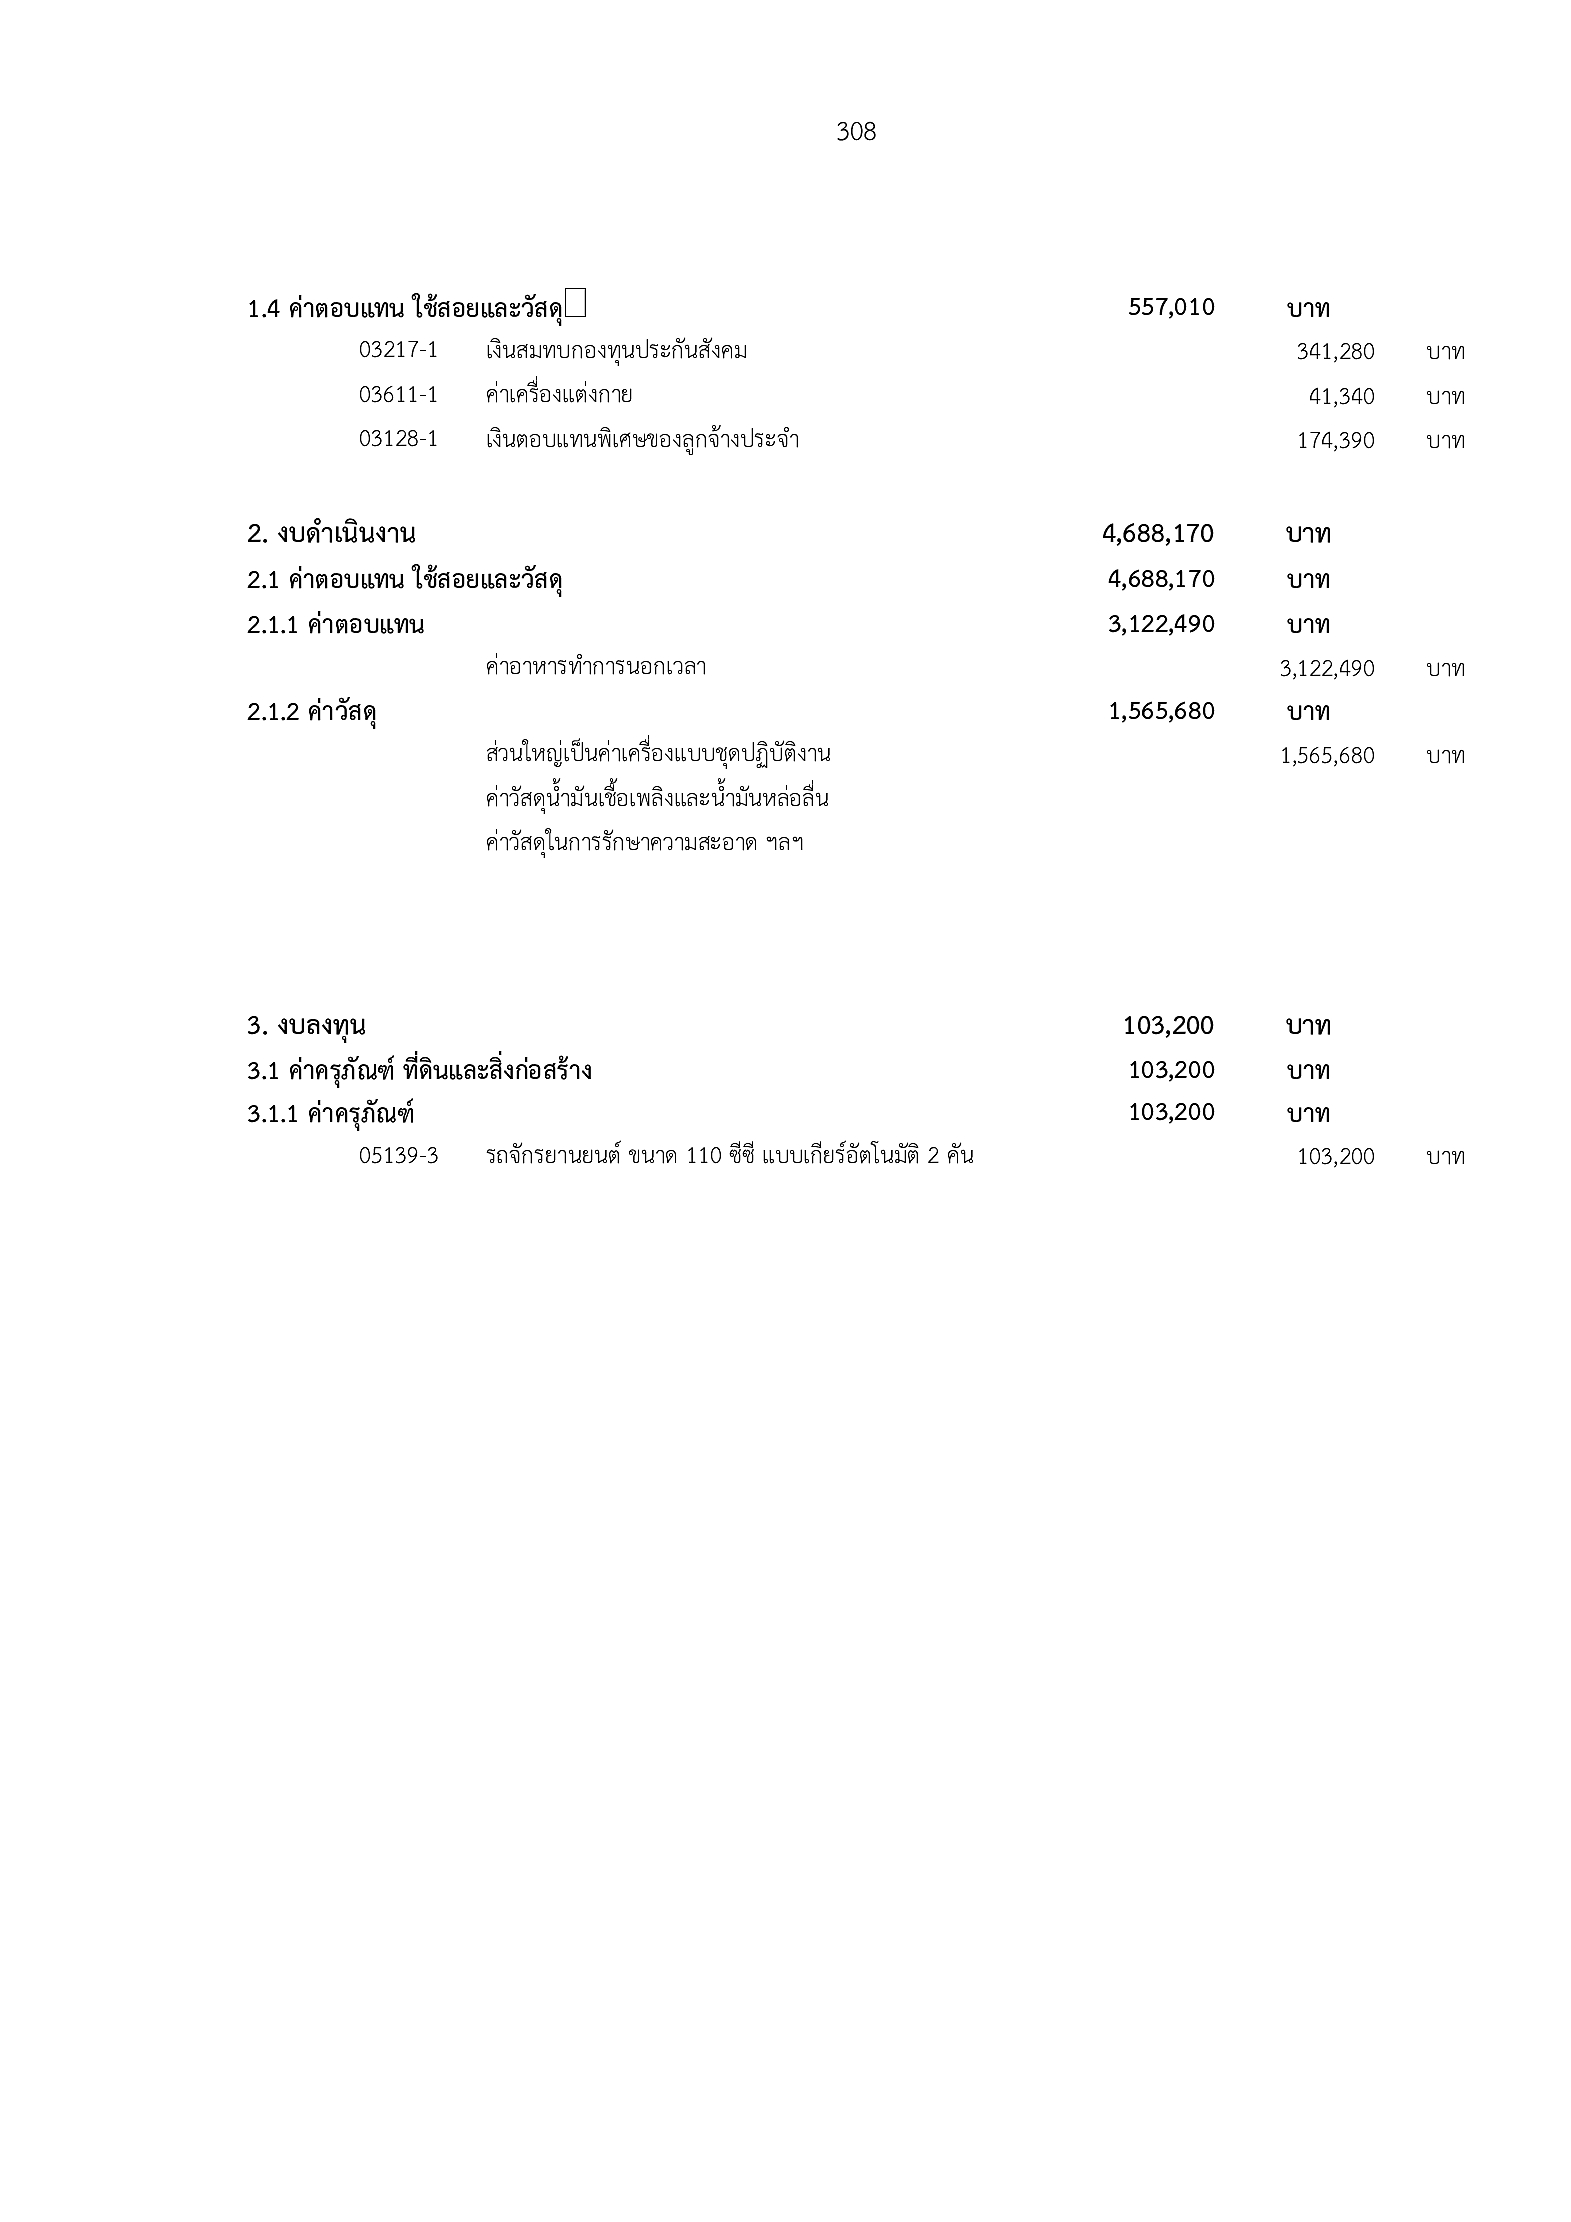 308
1.4 ค่าตอบแทน ใช้สอยและวัสดุ 557,010 บาท
03217-1 เงินสมทบกองทุนประกันสังคม 341,280 บาท
03611-1 ค่าเครื่องแต่งกาย 41,340 บาท
03128-1 เงินตอบแทนพิเศษของลูกจ้างประจำ 174,390 บาท
2. งบดำเนินงาน 4,688,170 บาท
2.1 ค่าตอบแทน ใช้สอยและวัสดุ 4,688,170 บาท
2.1.1 ค่าตอบแทน 3,122,490 บาท
ค่าอาหารทำการนอกเวลา 3,122,490 บาท
2.1.2 ค่าวัสดุ 1,565,680 บาท
ส่วนใหญ่เป็นค่าเครื่องแบบชุดปฏิบัติงาน 1,565,680 บาท
ค่าวัสดุน้ำมันเชื้อเพลิงและน้ำมันหล่อลื่น
ค่าวัสดุในการรักษาความสะอาด ฯลฯ
3. งบลงทุน 103,200 บาท
3.1 ค่าครุภัณฑ์ ที่ดินและสิ่งก่อสร้าง 103,200 บาท
3.1.1 ค่าครุภัณฑ์ 103,200 บาท
05139-3 รถจักรยานยนต์ ขนาด 110 ซีซี แบบเกียร์อัตโนมัติ 2 คัน 103,200 บาท